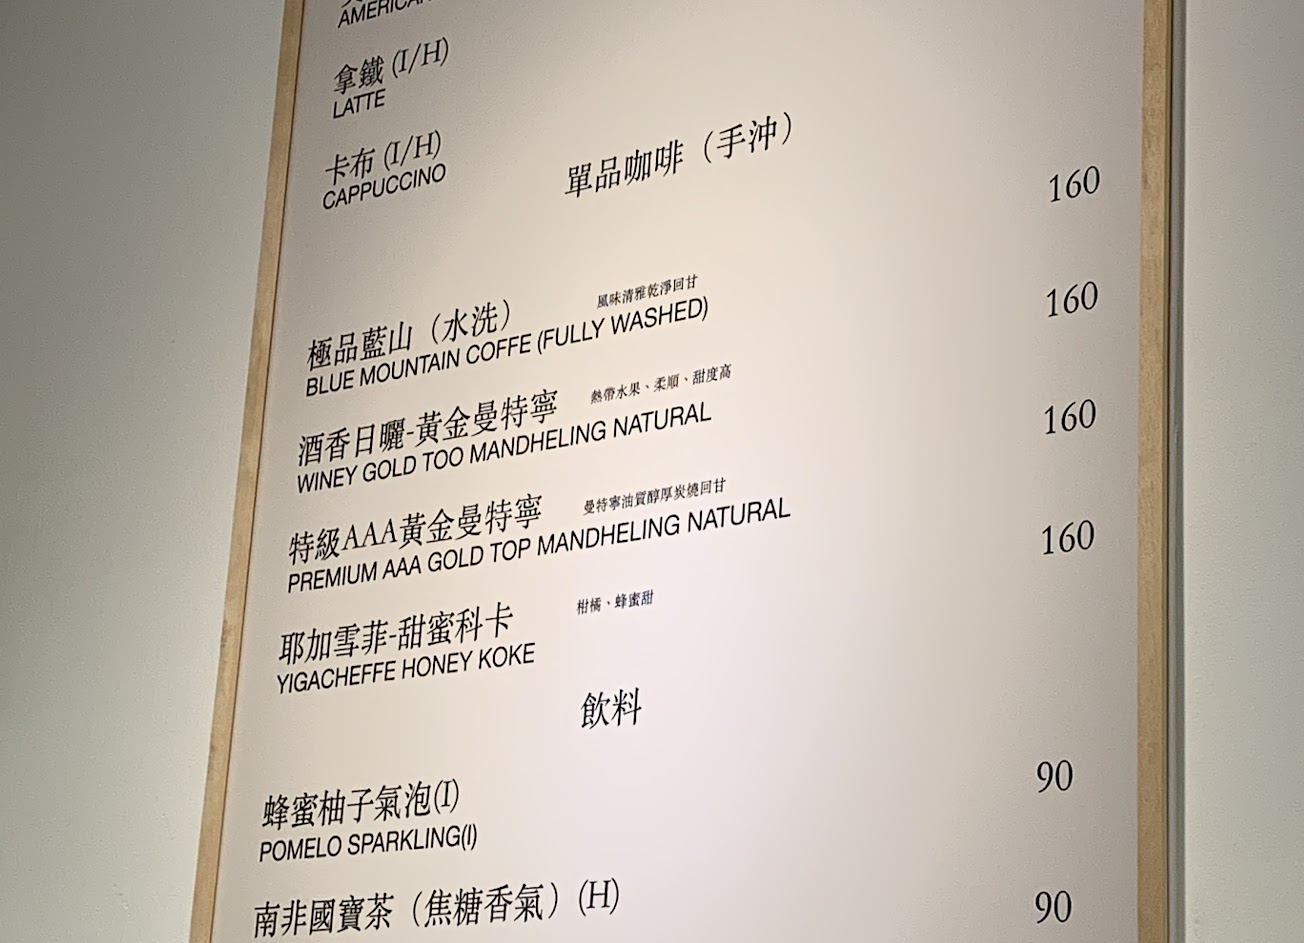 AMERICAN
拿鐵 (I/H)
LATTE
卡布 (I/H)
CAPPUCCINO
單品咖啡（手沖）
160
極品藍山（水洗）
風味清雅乾淨回甘
160
BLUE MOUNTAIN COFFE (FULLY WASHED)
酒香日曬-黃金曼特寧
熱帶水果、柔順、甜度高
160
WINEY GOLD TOO MANDHELING NATURAL
特級AAA黃金曼特寧
曼特寧油質醇厚炭燒回甘
160
PREMIUM AAA GOLD TOP MANDHELING NATURAL
耶加雪菲-甜蜜科卡
柑橘、蜂蜜甜
YIGACHEFFE HONEY KOKE
飲料
蜂蜜柚子氣泡(I)
90
POMELO SPARKLING(I)
南非國寶茶（焦糖香氣）(H)
90